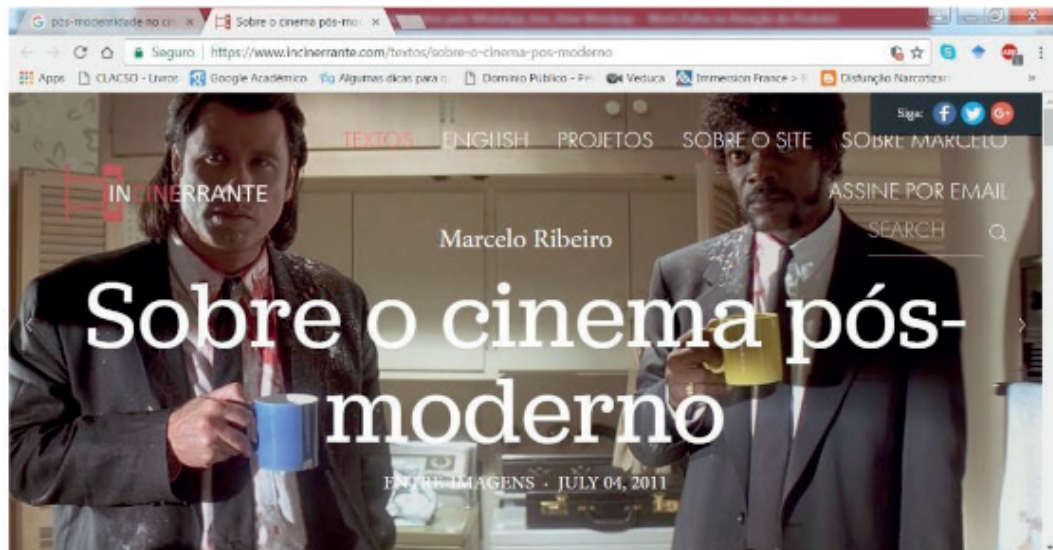 pós-modernidade no cin
Sobre o cinema pós-mo
Seguro | https://www.incinerrante.com/textos/sobre-o-cinema-pos-moderno
Apps CLACSO - Livros Google Acadêmico Algumas dicas para Domínio Público - Veduca Immersion France > Disfunção Narcotizan
Siga:
TEXTOS ENGLISH PROJETOS SOBRE O SITE SOBRE MARCELO
INCINERRANTE
ASSINE POR EMAIL
SEARCH
Marcelo Ribeiro
Sobre o cinema pós-
moderno
ENTRE IMAGENS · JULY 04, 2011